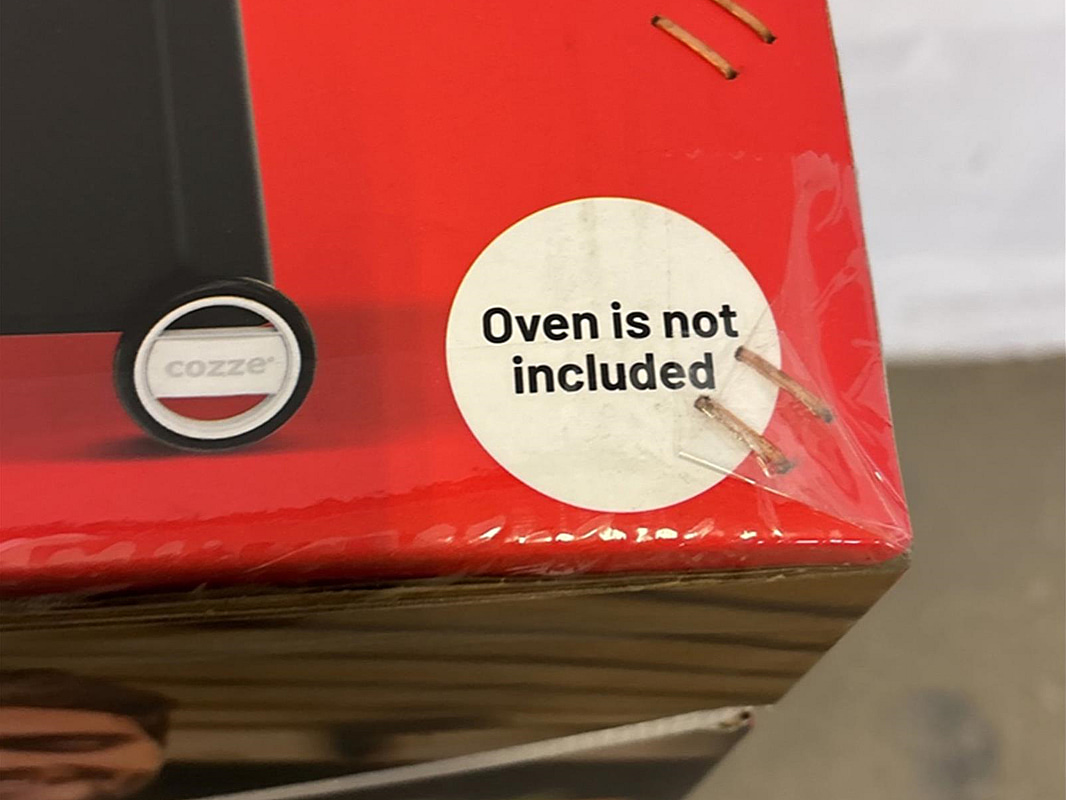 cozze®
Oven is not
included